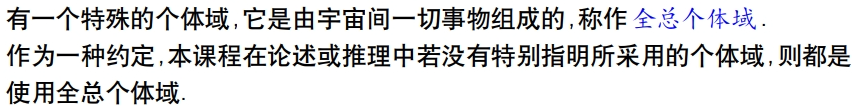 有一个特殊的个体域,它是由宇宙间一切事物组成的,称作全总个体域.
作为一种约定,本课程在论述或推理中若没有特别指明所采用的个体域,则都是
使用全总个体域.